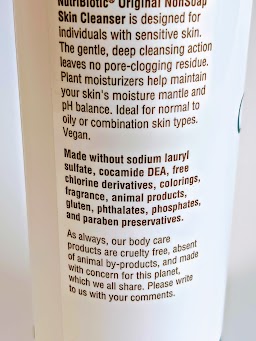 Nutribiotic® Original NonSoap
Skin Cleanser is designed for
individuals with sensitive skin.
The gentle, deep cleansing action
leaves no pore-clogging residue.
Plant moisturizers help maintain
your skin's moisture mantle and
pH balance. Ideal for normal to
oily or combination skin types.
Vegan.
Made without sodium lauryl
sulfate, cocamide DEA, free
chlorine derivatives, colorings,
fragrance, animal products,
gluten, phthalates, phosphates,
and paraben preservatives.
As always, our body care
products are cruelty free, absent
of animal by-products, and made
with concern for this planet,
which we all share. Please write
to us with your comments.